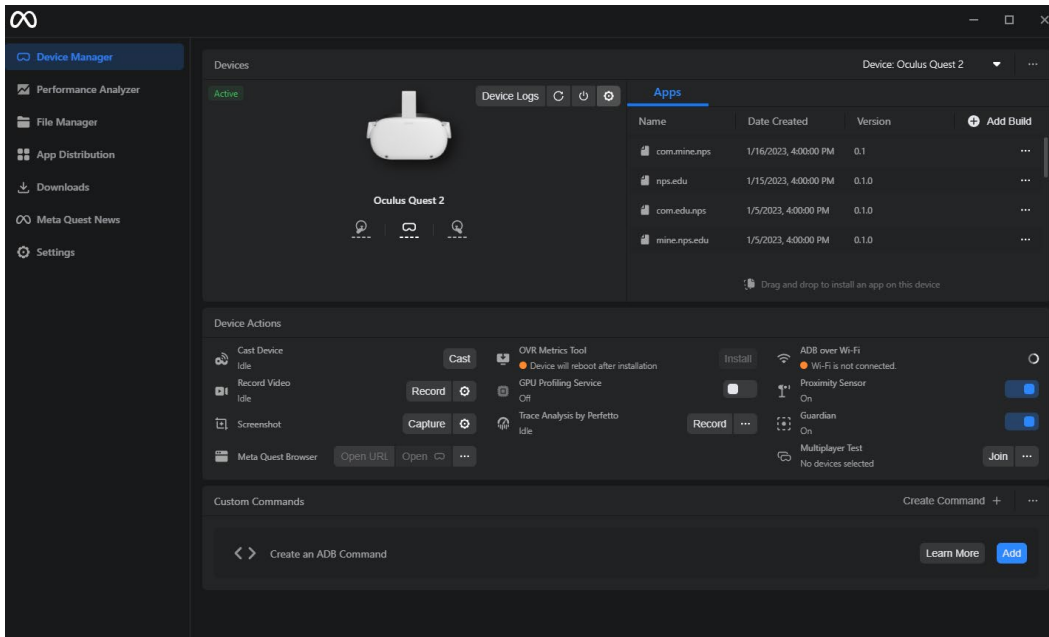 Device Manager
Performance Analyzer
File Manager
App Distribution
Downloads
Meta Quest News
Settings
Devices
Device: Oculus Quest 2
Active
Device Logs
Oculus Quest 2
Apps
Name Date Created Version Add Build
com.mine.nps 1/16/2023, 4:00:00 PM 0.1
nps.edu 1/15/2023, 4:00:00 PM 0.1.0
com.edu.nps 1/5/2023, 4:00:00 PM 0.1.0
mine.nps.edu 1/5/2023, 4:00:00 PM 0.1.0
Drag and drop to install an app on this device
Device Actions
Cast Device
Idle
Cast
Record Video
Idle
Record
Screenshot
Capture
Meta Quest Browser
Open URL
Open
OVR Metrics Tool
Device will reboot after installation
Install
GPU Profiling Service
Off
Trace Analysis by Perfetto
Idle
Record
ADB over Wi-Fi
Wi-Fi is not connected.
Proximity Sensor
On
Guardian
On
Multiplayer Test
No devices selected
Join
Custom Commands
Create Command +
Create an ADB Command
Learn More
Add